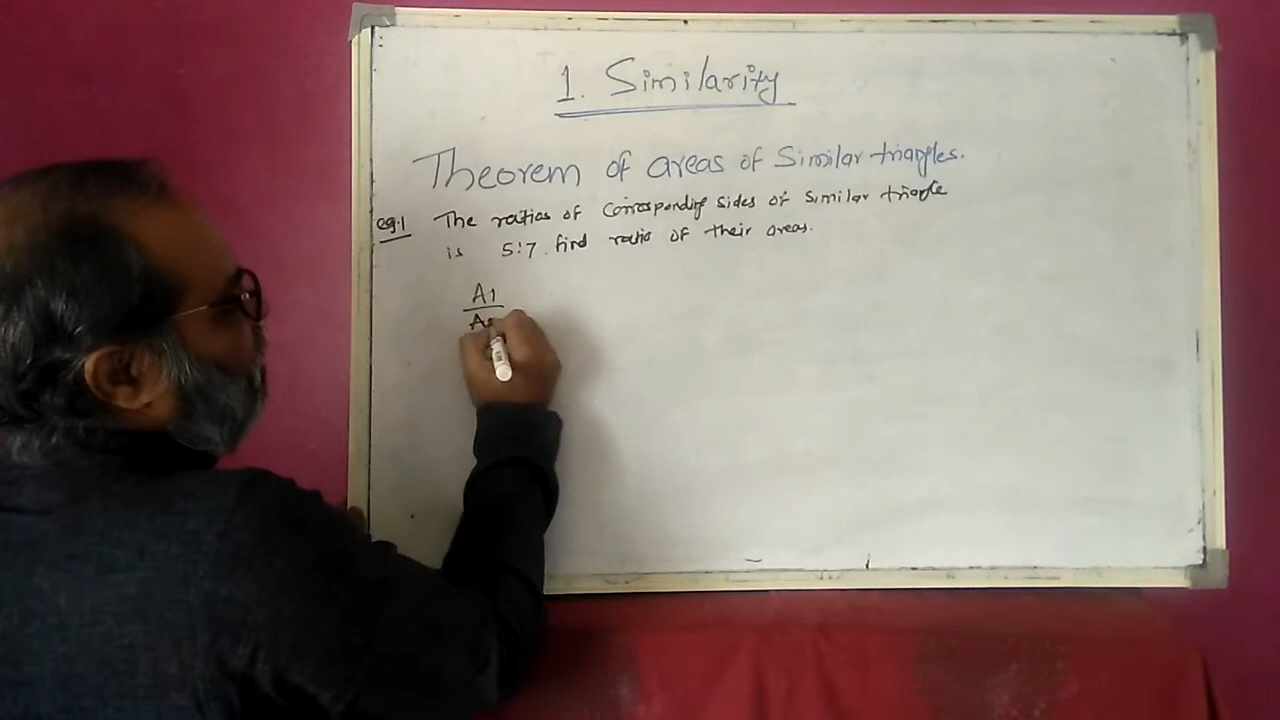 1. Similarity
Theorem of areas of Similar triangles.
eg.1 The ratios of Corresponding sides of similar triangle
is 5:7. find ratio of their areas.
A1
A